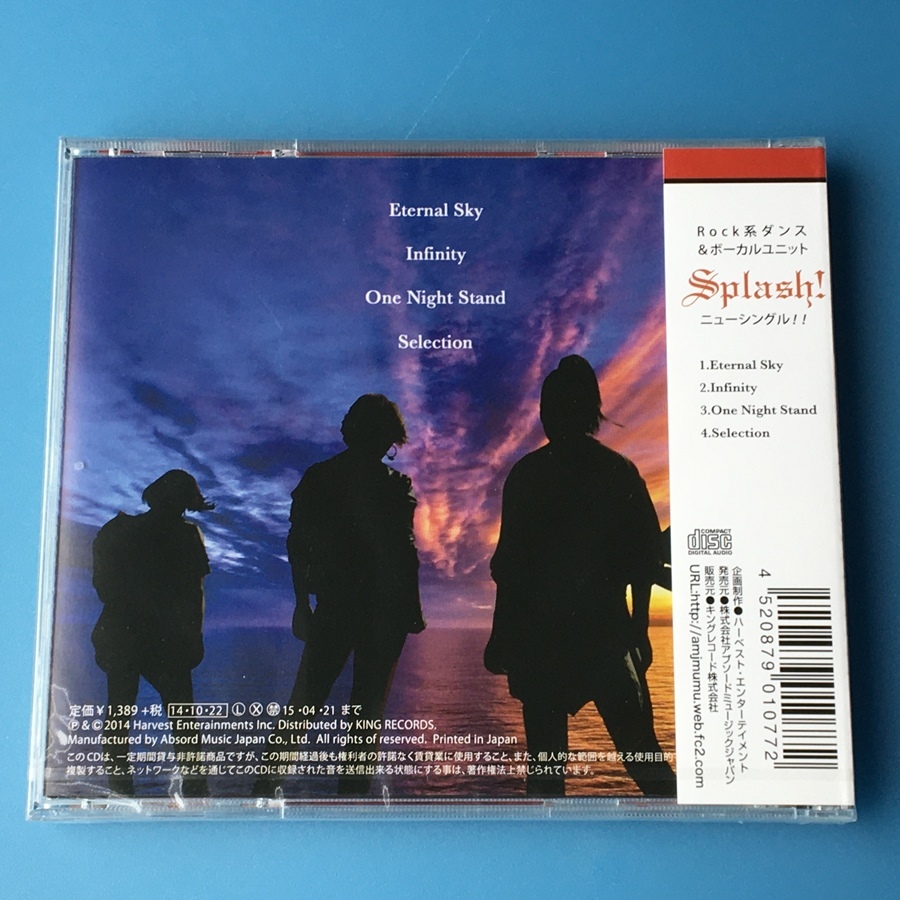 Eternal Sky
Infinity
One Night Stand
Selection
定価¥1,389 +税 14・10・22 Ⓛ Ⓧ 禁 15・04・21 まで
℗ & © 2014 Harvest Enterainments Inc. Distributed by KING RECORDS.
Manufactured by Absord Music Japan Co., Ltd. All rights of reserved. Printed in Japan
このCDは、一定期間貸与非許諾商品ですが、この期間経過後も権利者の許諾なく賃貸業に使用すること、また、個人的な範囲を超える使用目的
複製すること、ネットワークなどを通じてこのCDに収録された音を送信出来る状態にする事は、著作権法上禁じられています。
Rock系ダンス
&ボーカルユニット
Splash!
ニューシングル!!
1.Eternal Sky
2.Infinity
3.One Night Stand
4.Selection
COMPACT
disc
DIGITAL AUDIO
企画制作●ハーベスト・エンターテイメント
発売元●株式会社アブソードミュージックジャパン
販売元●キングレコード株式会社
URL:http://amjmumu.web.fc2.com
4 520879 010772